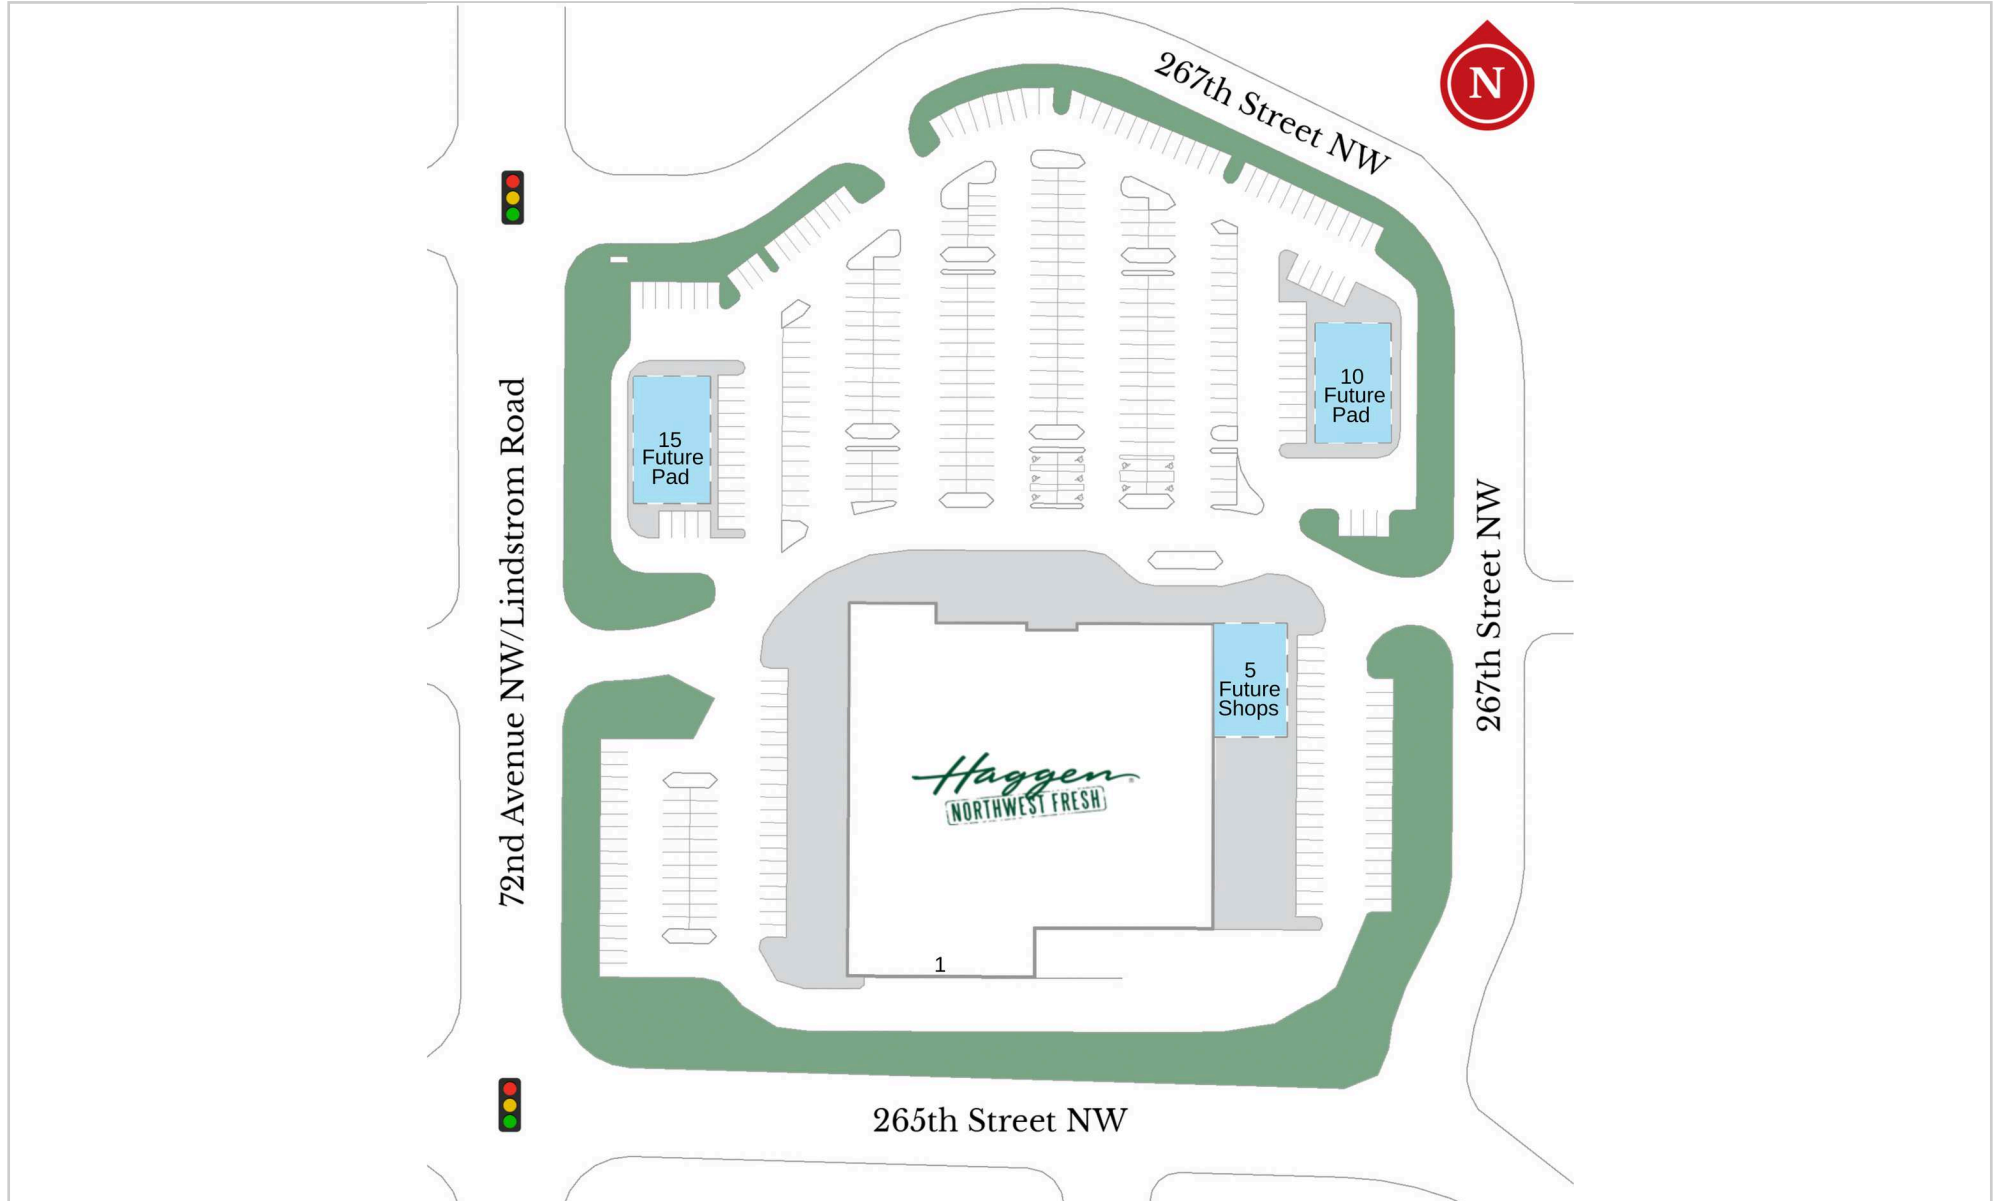 267th Street NW
N
10
Future
Pad
15
Future
Pad
72nd Avenue NW/Lindstrom Road
267th Street NW
5
Future
Shops
Haggen
NORTHWEST FRESH
1
265th Street NW